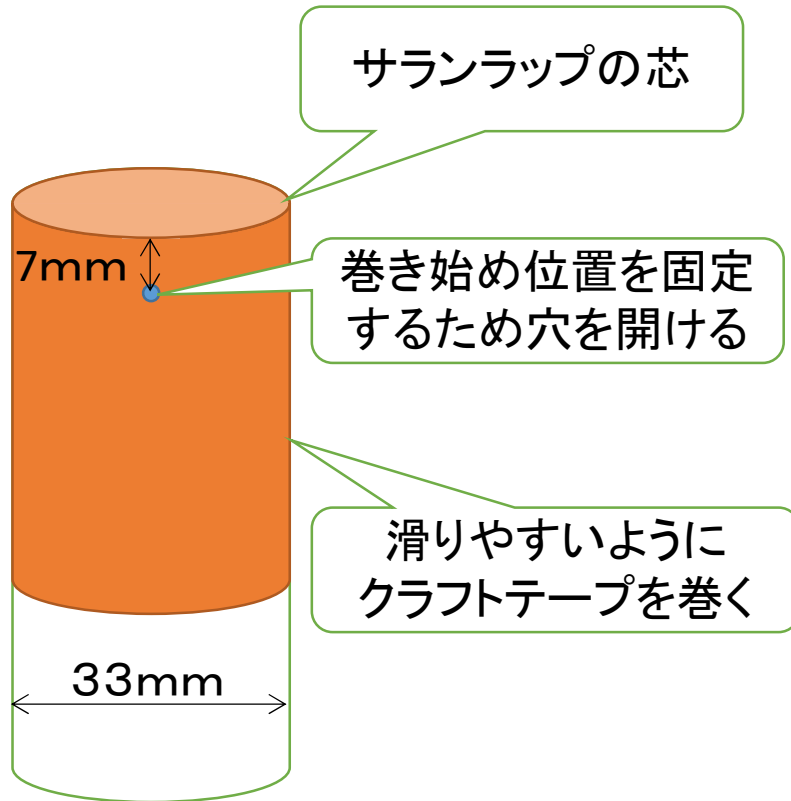 サランラップの芯
7mm
巻き始め位置を固定
するため穴を開ける
滑りやすいように
クラフトテープを巻く
33mm